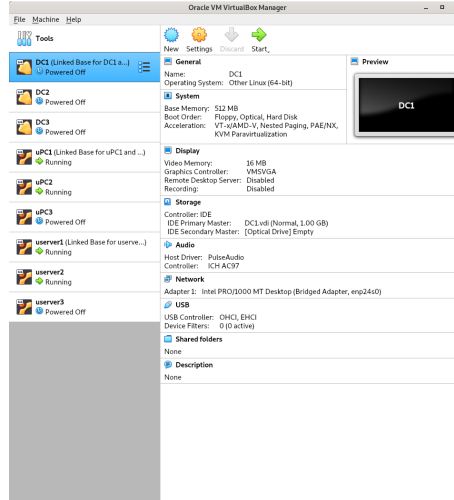 Oracle VM VirtualBox Manager
File Machine Help
Tools
New Settings Discard Start
DC1 (Linked Base for DC1 a...)
Powered Off
DC2
Powered Off
DC3
Powered Off
uPC1 (Linked Base for uPC1 and ...)
Running
uPC2
Running
uPC3
Powered Off
userver1 (Linked Base for userve...)
Running
userver2
Running
userver3
Powered Off
General
Name: DC1
Operating System: Other Linux (64-bit)
Preview
DC1
System
Base Memory: 512 MB
Boot Order: Floppy, Optical, Hard Disk
Acceleration: VT-x/AMD-V, Nested Paging, PAE/NX,
KVM Paravirtualization
Display
Video Memory: 16 MB
Graphics Controller: VMSVGA
Remote Desktop Server: Disabled
Recording: Disabled
Storage
Controller: IDE
IDE Primary Master: DC1.vdi (Normal, 1.00 GB)
IDE Secondary Master: [Optical Drive] Empty
Audio
Host Driver: PulseAudio
Controller: ICH AC97
Network
Adapter 1: Intel PRO/1000 MT Desktop (Bridged Adapter, enp24s0)
USB
USB Controller: OHCI, EHCI
Device Filters: 0 (0 active)
Shared folders
None
Description
None